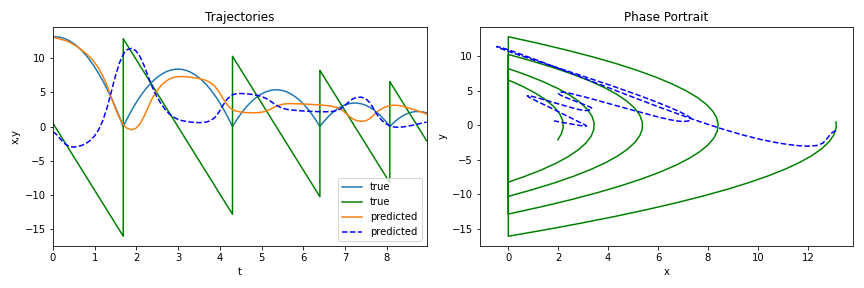 Trajectories
10
5
0
−5
−10
−15
x,y
0 1 2 3 4 5 6 7 8
t
true
true
predicted
predicted
Phase Portrait
10
5
0
−5
−10
−15
y
0 2 4 6 8 10 12
x